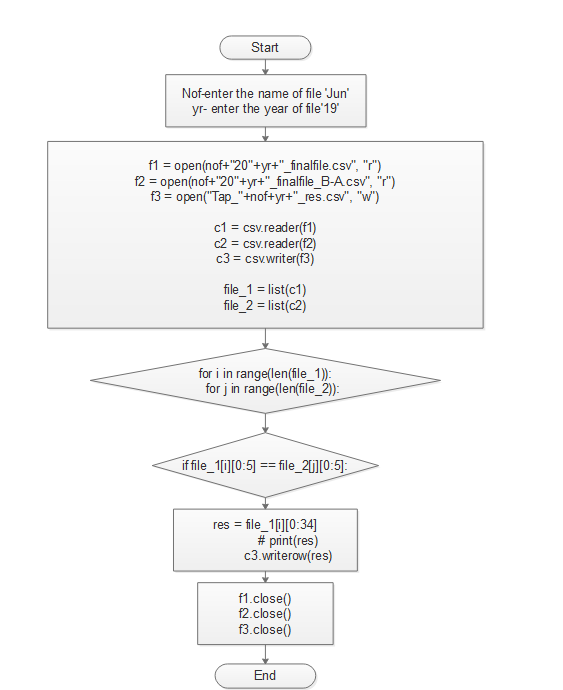 Start
Nof-enter the name of file 'Jun'
yr- enter the year of file'19'
f1 = open(nof+"20"+yr+"_finalfile.csv", "r")
f2 = open(nof+"20"+yr+"_finalfile_B-A.csv", "r")
f3 = open("Tap_"+nof+yr+"_res.csv", "w")
c1 = csv.reader(f1)
c2 = csv.reader(f2)
c3 = csv.writer(f3)
file_1 = list(c1)
file_2 = list(c2)
for i in range(len(file_1)):
for j in range(len(file_2)):
if file_1[i][0:5] == file_2[j][0:5]:
res = file_1[i][0:34]
# print(res)
c3.writerow(res)
f1.close()
f2.close()
f3.close()
End